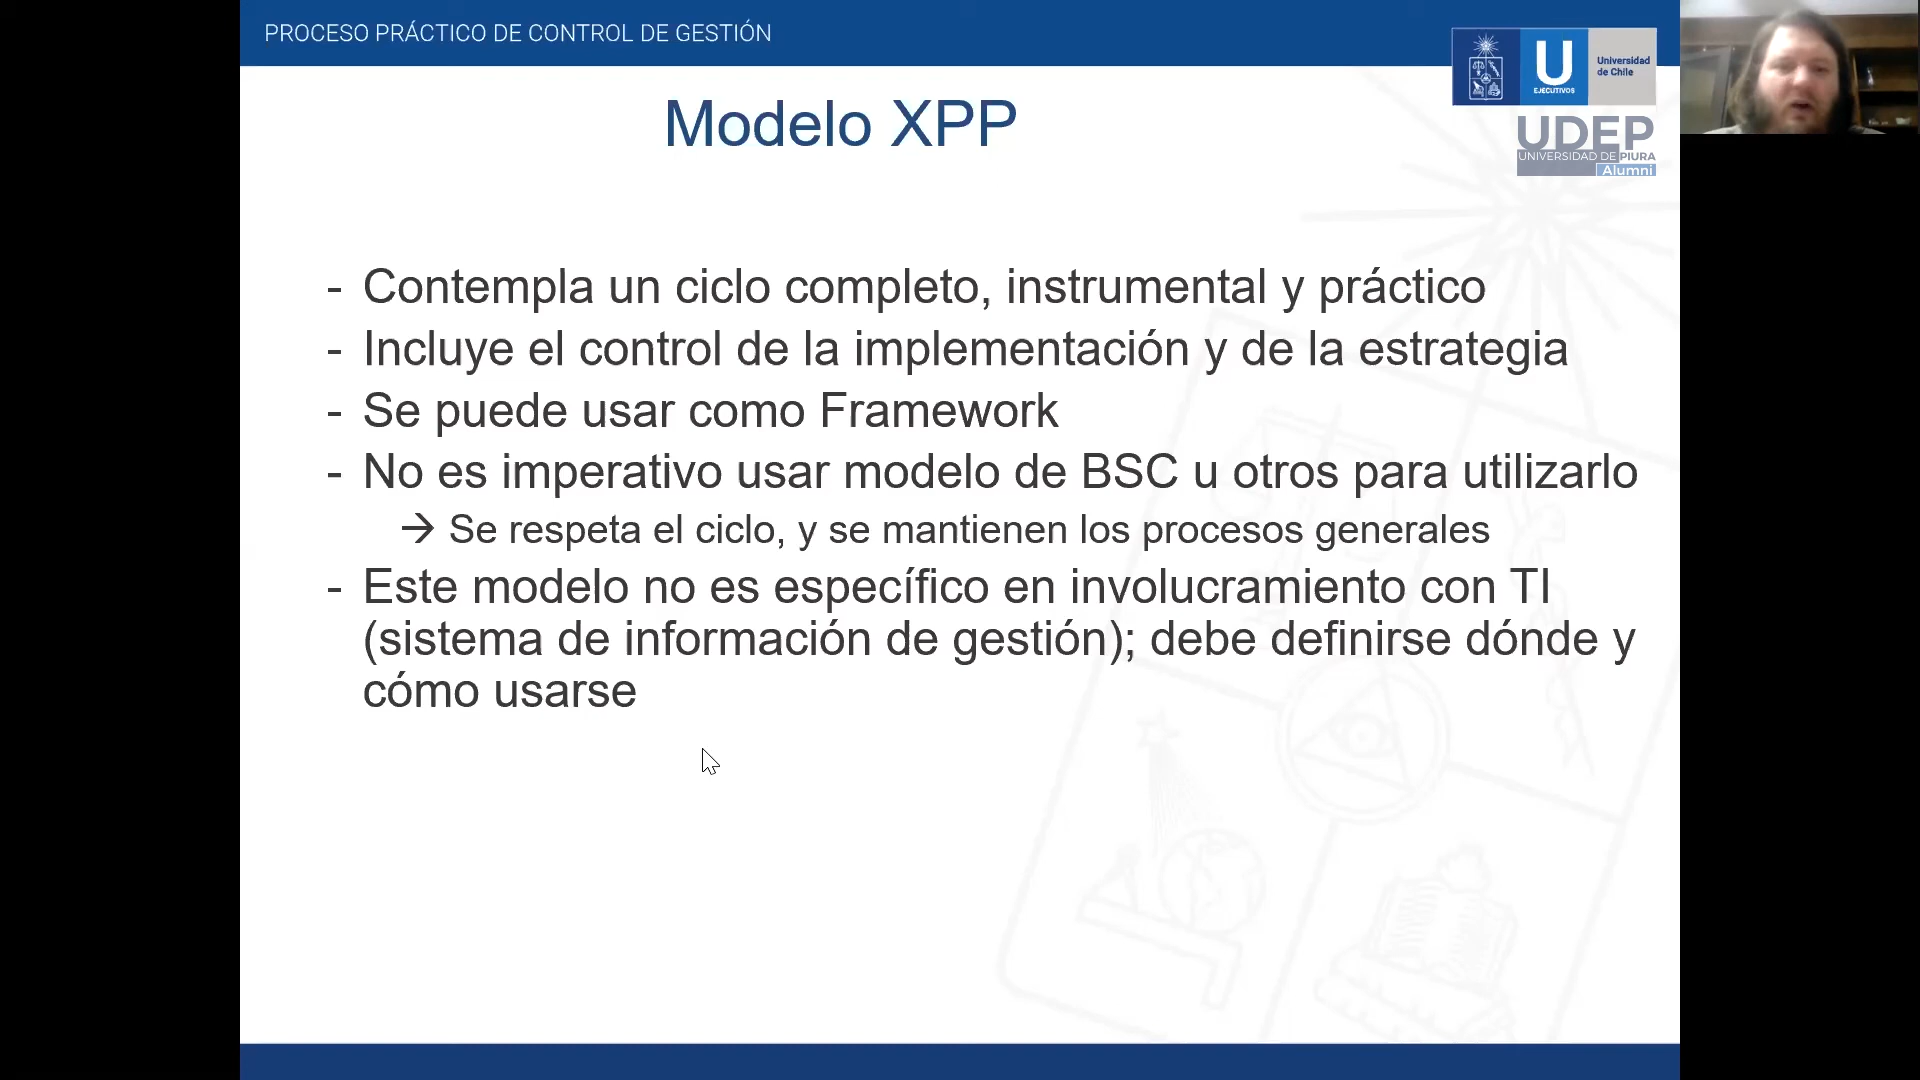 PROCESO PRÁCTICO DE CONTROL DE GESTIÓN
U
EJECUTIVOS
Universidad
de Chile
UDEP
UNIVERSIDAD DE PIURA
Alumni
Modelo XPP
- Contempla un ciclo completo, instrumental y práctico
- Incluye el control de la implementación y de la estrategia
- Se puede usar como Framework
- No es imperativo usar modelo de BSC u otros para utilizarlo
→ Se respeta el ciclo, y se mantienen los procesos generales
- Este modelo no es específico en involucramiento con TI
(sistema de información de gestión); debe definirse dónde y
cómo usarse